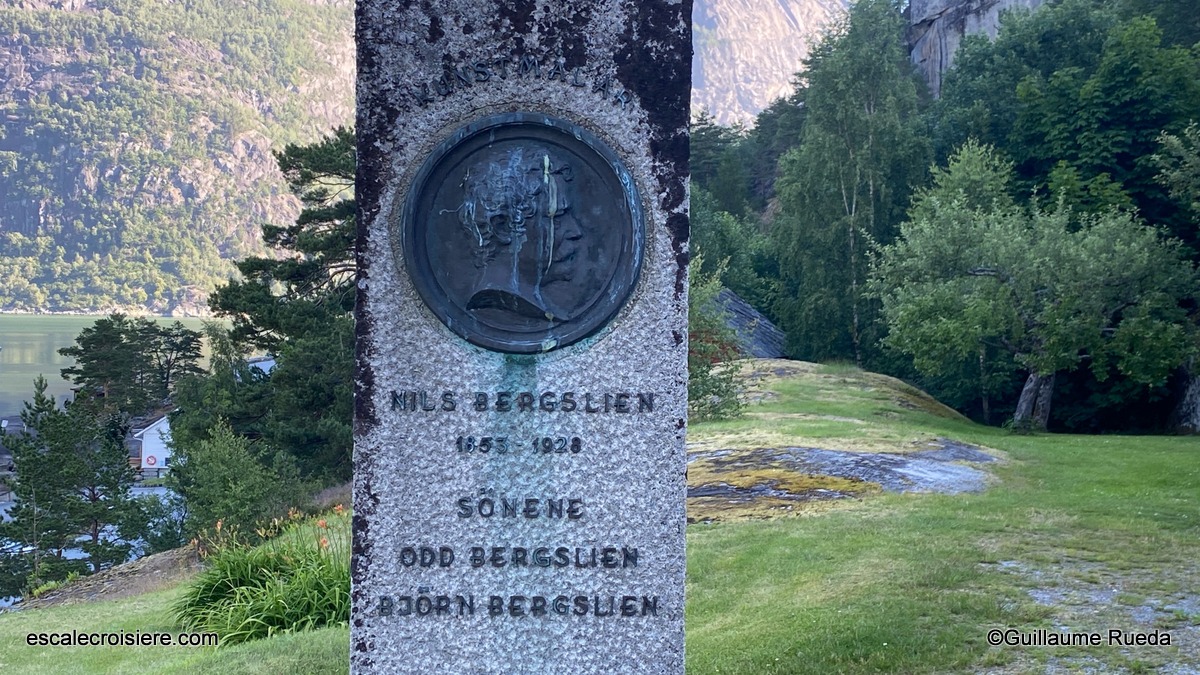 KUNSTMALAR
NILS BERGSLIEN
1853-1928
SÖNENE
ODD BERGSLIEN
BJÖRN BERGSLIEN
escalecroisiere.com
©Guillaume Rueda